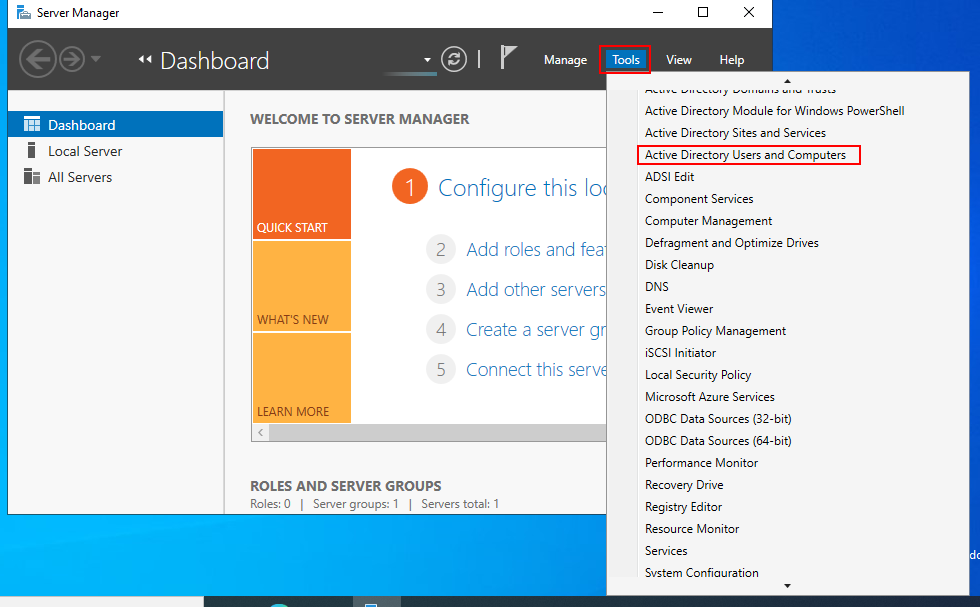 Server Manager
Dashboard
Manage
Tools
View
Help
Dashboard
Local Server
All Servers
WELCOME TO SERVER MANAGER
QUICK START
WHAT'S NEW
LEARN MORE
1 Configure this lo
2 Add roles and fea
3 Add other servers
4 Create a server gr
5 Connect this serve
ROLES AND SERVER GROUPS
Roles: 0 | Server groups: 1 | Servers total: 1
Active Directory Domains and Trusts
Active Directory Module for Windows PowerShell
Active Directory Sites and Services
Active Directory Users and Computers
ADSI Edit
Component Services
Computer Management
Defragment and Optimize Drives
Disk Cleanup
DNS
Event Viewer
Group Policy Management
iSCSI Initiator
Local Security Policy
Microsoft Azure Services
ODBC Data Sources (32-bit)
ODBC Data Sources (64-bit)
Performance Monitor
Recovery Drive
Registry Editor
Resource Monitor
Services
System Configuration